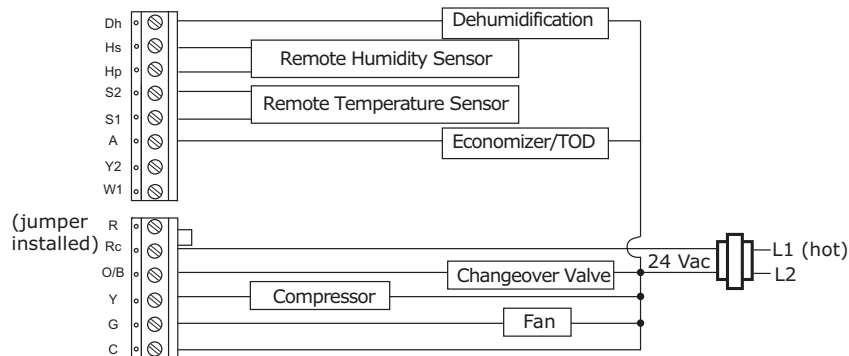 Dh
Dehumidification
Hs
Remote Humidity Sensor
Hp
S2
Remote Temperature Sensor
S1
A
Economizer/TOD
Y2
W1
(jumper
installed)
R
Rc
24 Vac
L1 (hot)
L2
O/B
Changeover Valve
Y
Compressor
G
Fan
C